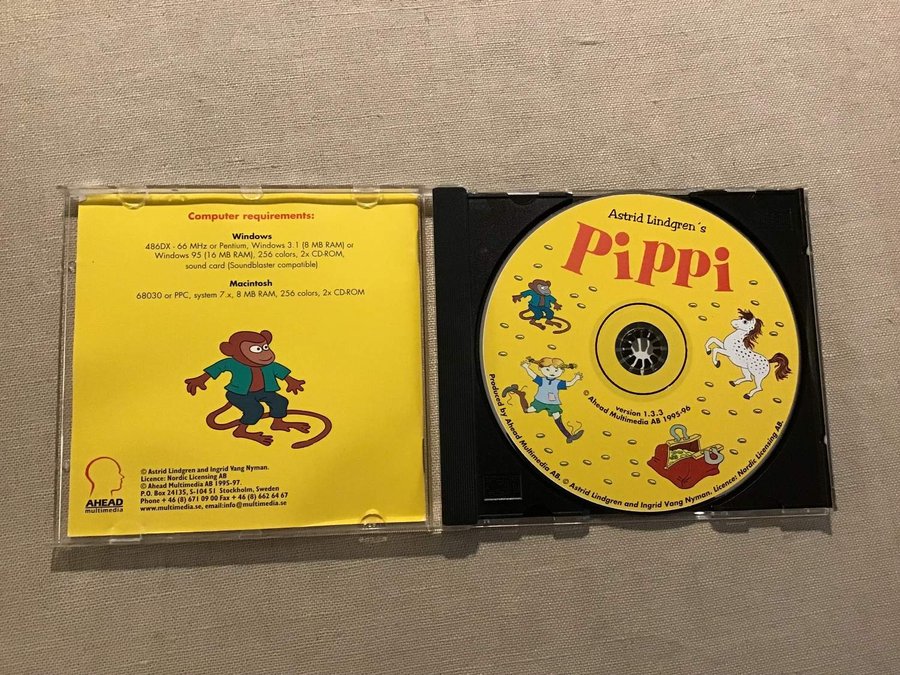 Computer requirements:
Windows
486DX - 66 MHz or Pentium, Windows 3.1 (8 MB RAM) or
Windows 95 (16 MB RAM), 256 colors, 2x CD-ROM,
sound card (Soundblaster compatible)
Macintosh
68030 or PPC, system 7.x, 8 MB RAM, 256 colors, 2x CD-ROM
© Astrid Lindgren and Ingrid Vang Nyman.
Licence: Nordic Licensing AB
© Ahead Multimedia AB 1995-97.
P.O. Box 24135, S-104 51 Stockholm, Sweden
Phone + 46 (8) 671 09 00 Fax + 46 (8) 662 64 67
www.multimedia.se, email:info@multimedia.se
AHEAD
multimedia
Astrid Lindgren´s
Pippi
version 1.3.3
© Ahead Multimedia AB 1995-96
Produced by Ahead Multimedia AB. © Astrid Lindgren and Ingrid Vang Nyman. Licence: Nordic Licensing AB.